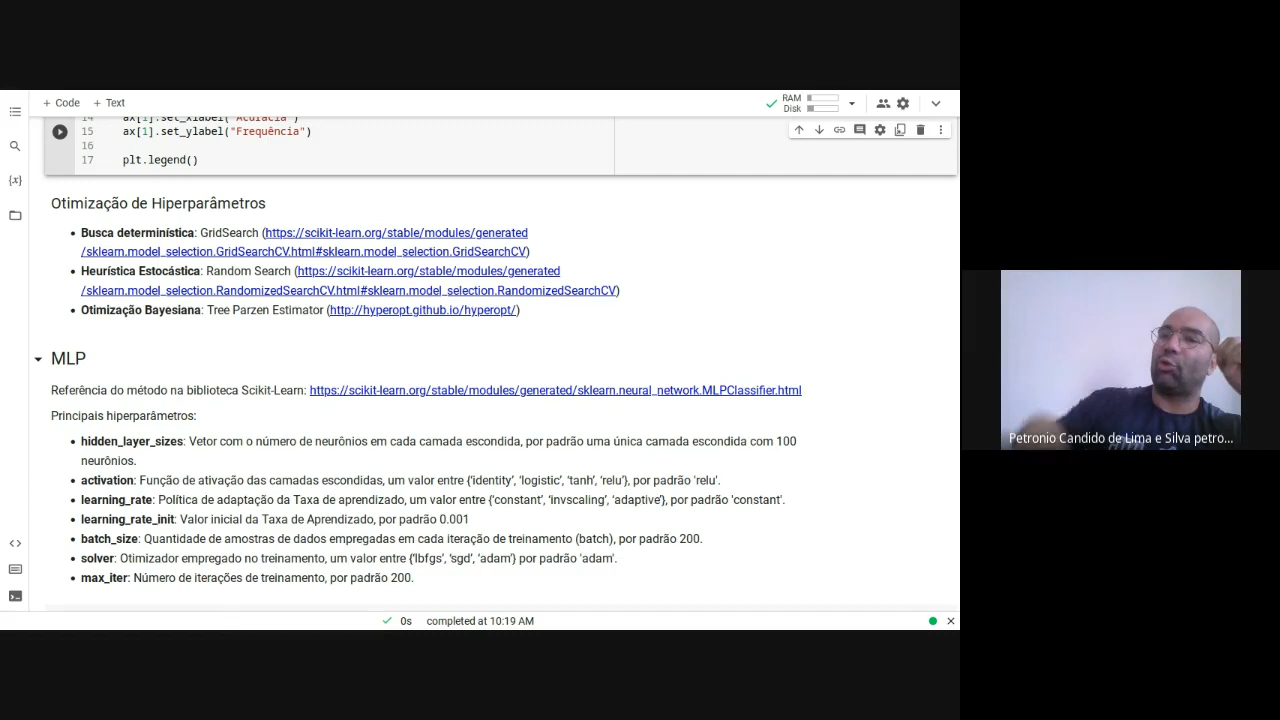 + Code + Text
RAM
Disk
14 ax[1].set_xlabel("Acurácia")
15 ax[1].set_ylabel("Frequência")
16
17 plt.legend()
Otimização de Hiperparâmetros
• Busca determinística: GridSearch (https://scikit-learn.org/stable/modules/generated
/sklearn.model_selection.GridSearchCV.html#sklearn.model_selection.GridSearchCV)
• Heurística Estocástica: Random Search (https://scikit-learn.org/stable/modules/generated
/sklearn.model_selection.RandomizedSearchCV.html#sklearn.model_selection.RandomizedSearchCV)
• Otimização Bayesiana: Tree Parzen Estimator (http://hyperopt.github.io/hyperopt/)
MLP
Referência do método na biblioteca Scikit-Learn: https://scikit-learn.org/stable/modules/generated/sklearn.neural_network.MLPClassifier.html
Principais hiperparâmetros:
• hidden_layer_sizes: Vetor com o número de neurônios em cada camada escondida, por padrão uma única camada escondida com 100
neurônios.
• activation: Função de ativação das camadas escondidas, um valor entre {‘identity’, ‘logistic’, ‘tanh’, ‘relu’}, por padrão 'relu'.
• learning_rate: Política de adaptação da Taxa de aprendizado, um valor entre {‘constant’, ‘invscaling’, ‘adaptive’}, por padrão 'constant'.
• learning_rate_init: Valor inicial da Taxa de Aprendizado, por padrão 0.001
• batch_size: Quantidade de amostras de dados empregadas em cada iteração de treinamento (batch), por padrão 200.
• solver: Otimizador empregado no treinamento, um valor entre {‘lbfgs’, ‘sgd’, ‘adam’} por padrão 'adam'.
• max_iter: Número de iterações de treinamento, por padrão 200.
0s completed at 10:19 AM
Petronio Candido de Lima e Silva petro...